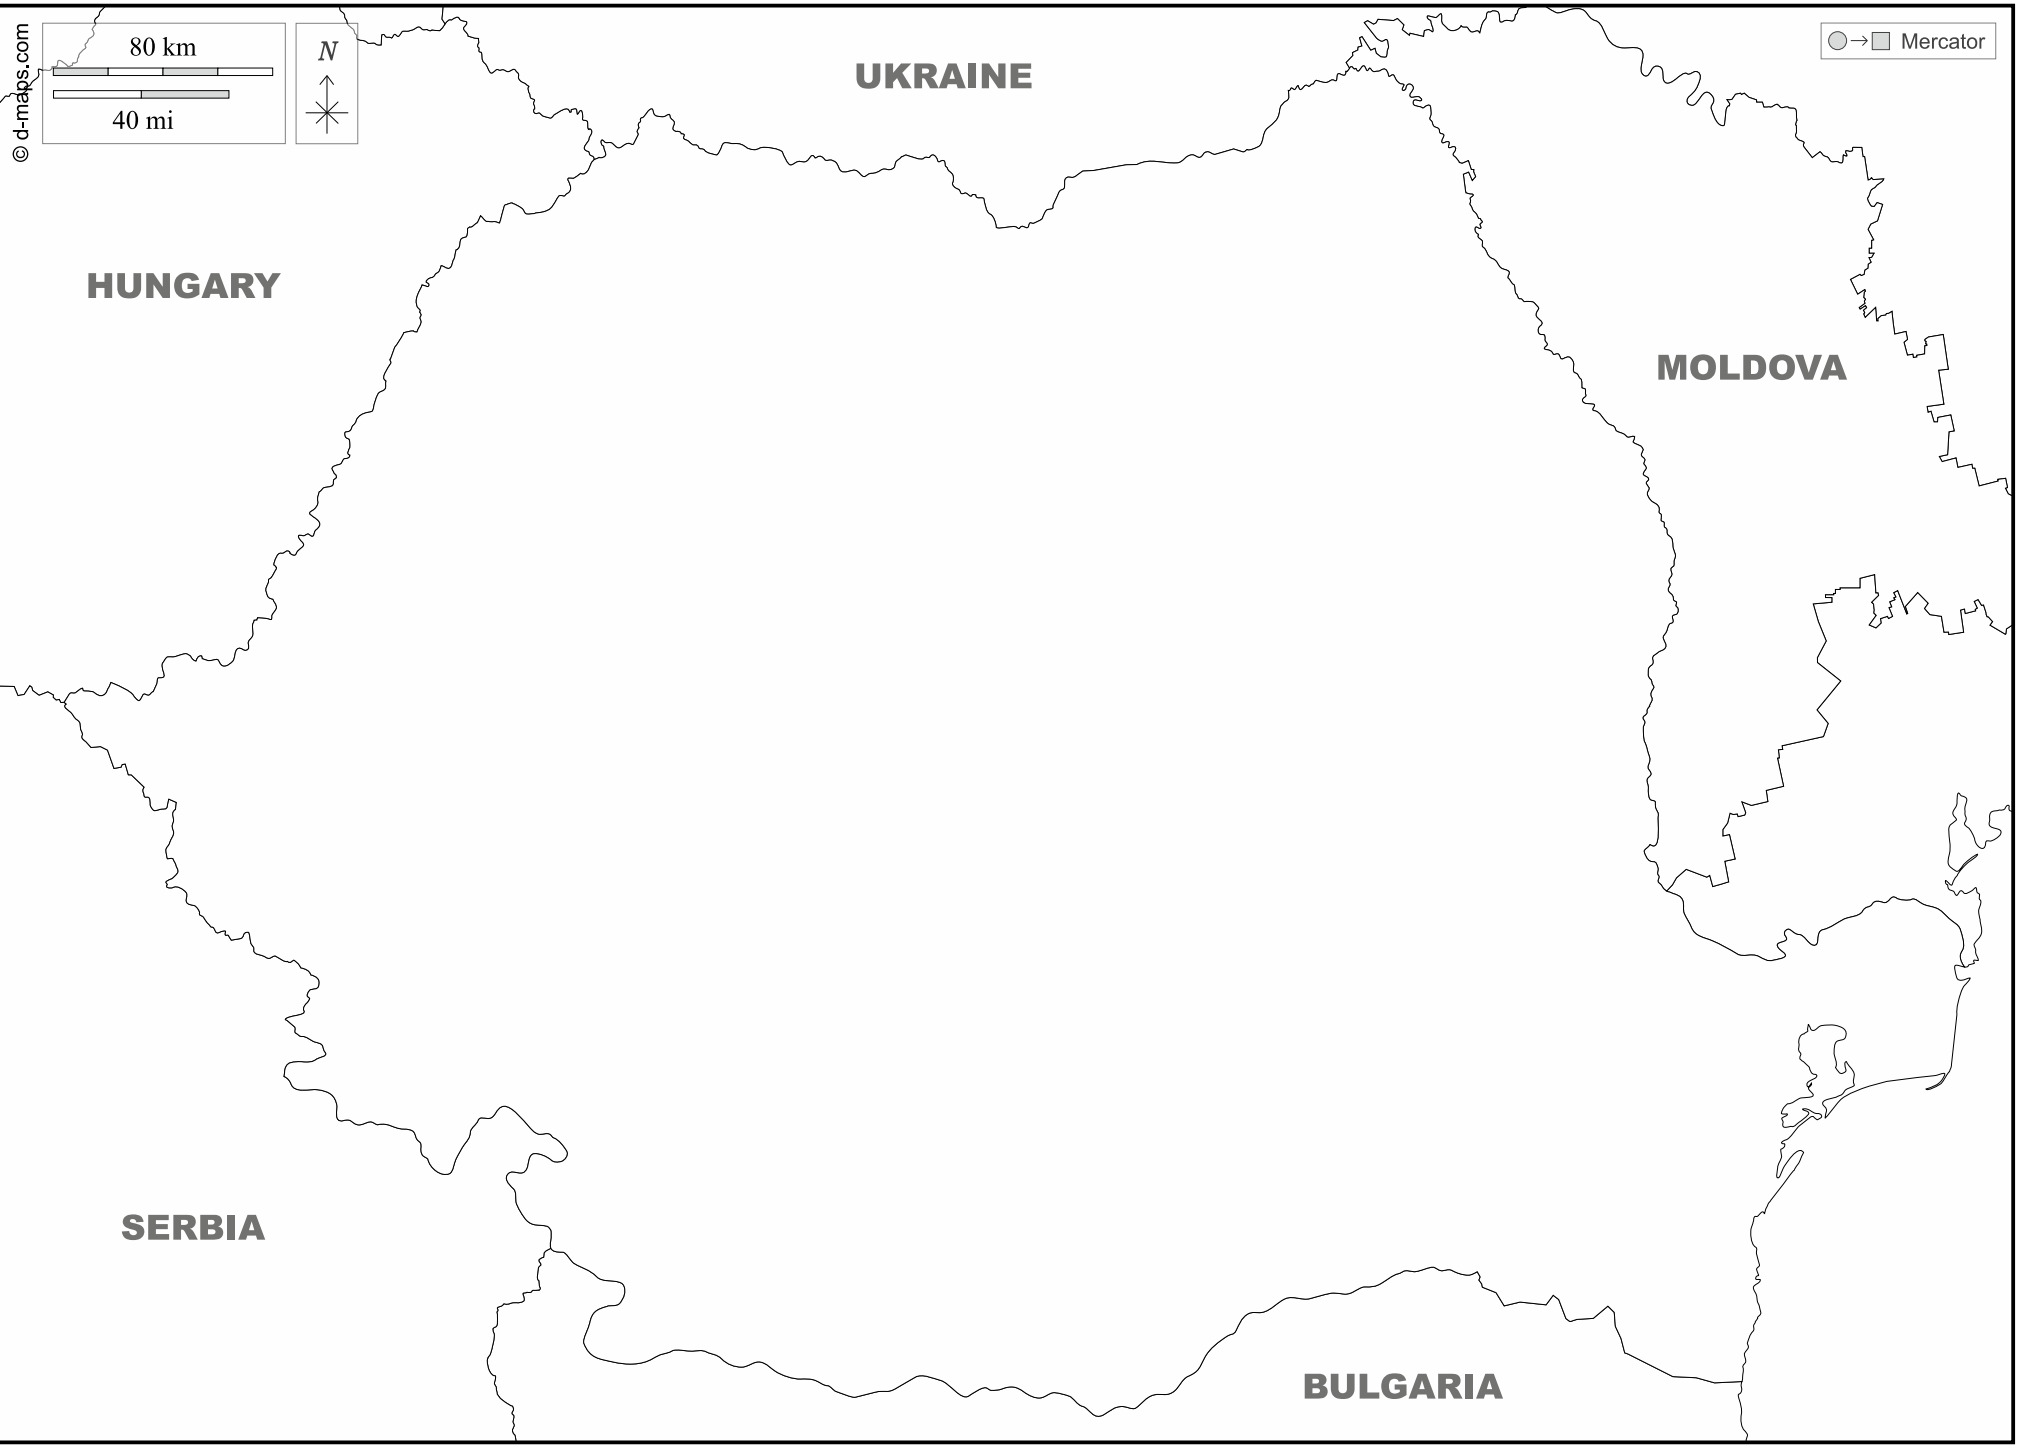 © d-maps.com
80 km
40 mi
N
Mercator
UKRAINE
HUNGARY
MOLDOVA
SERBIA
BULGARIA